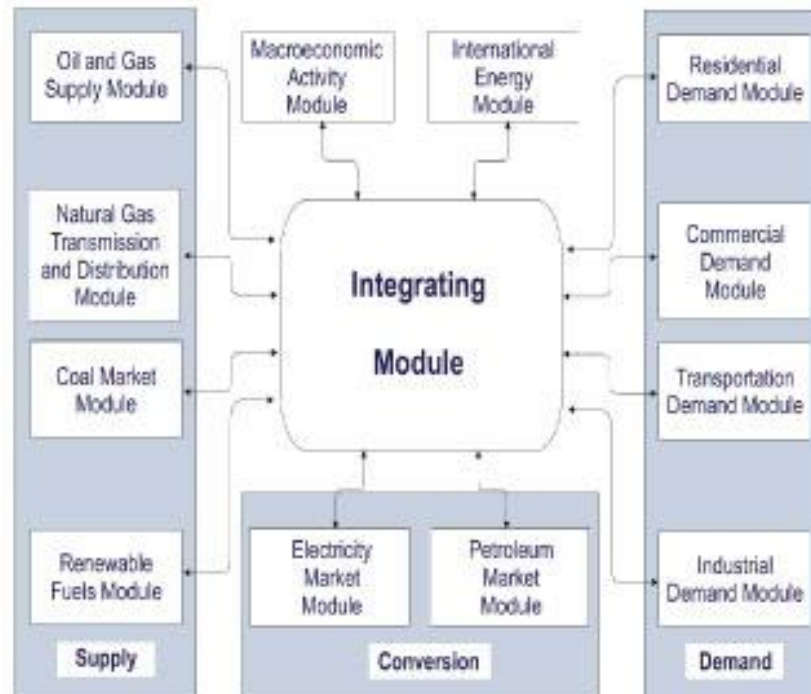 Oil and Gas
Supply Module
Macroeconomic
Activity
Module
International
Energy
Module
Residential
Demand Module
Natural Gas
Transmission
and Distribution
Module
Integrating
Module
Commercial
Demand
Module
Coal Market
Module
Transportation
Demand Module
Renewable
Fuels Module
Electricity
Market
Module
Petroleum
Market
Module
Industrial
Demand Module
Supply
Conversion
Demand